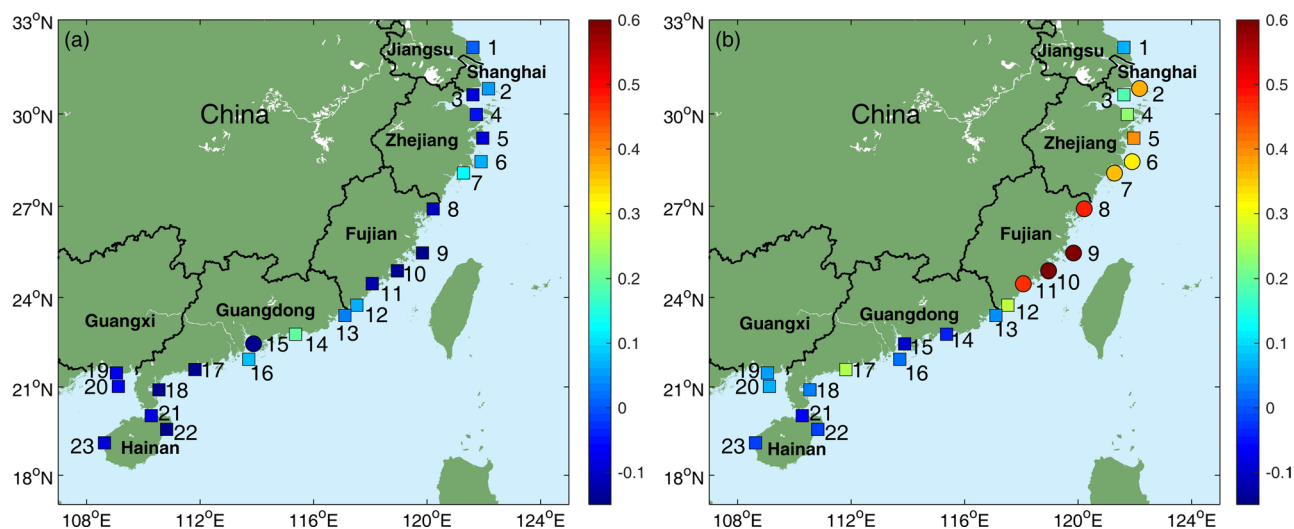 (a)
33°N
30°N
27°N
24°N
21°N
18°N
108°E
112°E
116°E
120°E
124°E
China
Jiangsu
Shanghai
Zhejiang
Fujian
Guangdong
Guangxi
Hainan
1
2
3
4
5
6
7
8
9
10
11
12
13
14
15
16
17
18
19
20
21
22
23
0.6
0.5
0.4
0.3
0.2
0.1
0
-0.1
(b)
33°N
30°N
27°N
24°N
21°N
18°N
108°E
112°E
116°E
120°E
124°E
China
Jiangsu
Shanghai
Zhejiang
Fujian
Guangdong
Guangxi
Hainan
1
2
3
4
5
6
7
8
9
10
11
12
13
14
15
16
17
18
19
20
21
22
23
0.6
0.5
0.4
0.3
0.2
0.1
0
-0.1